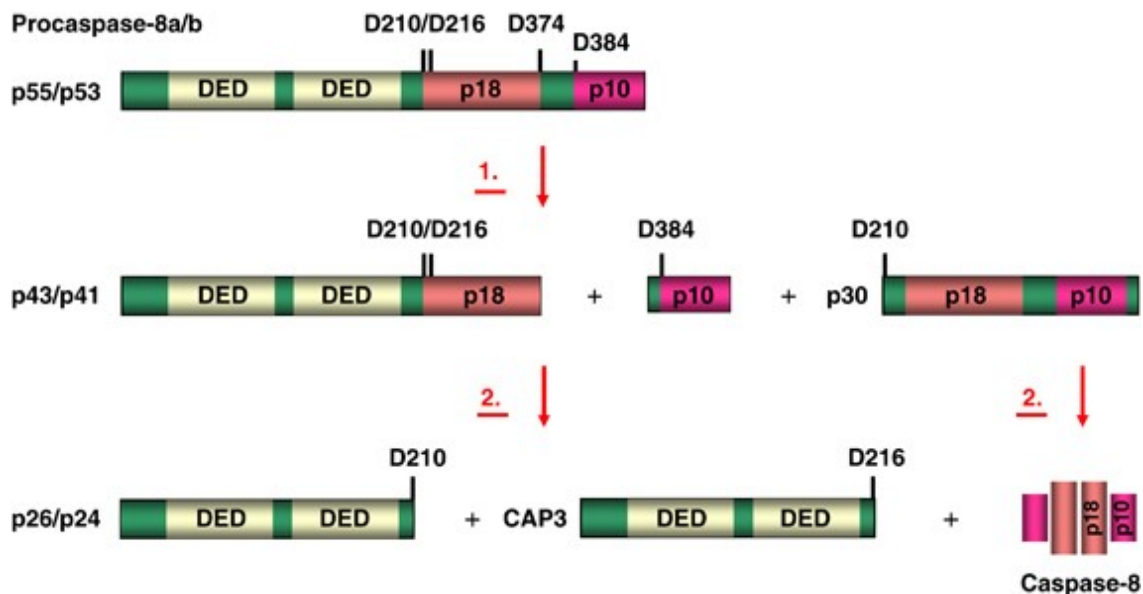 Procaspase-8a/b D210/D216 D374 D384
p55/p53 DED DED p18 p10
1.
D210/D216 D384 D210
p43/p41 DED DED p18 + p10 + p30 p18 p10
2. 2.
D210 D216
p26/p24 DED DED + CAP3 DED DED + p18 p10
Caspase-8